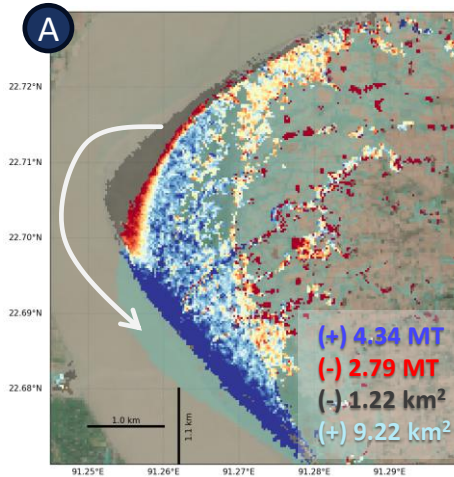 A
22.72°N
22.71°N
22.70°N
22.69°N
22.68°N
(+) 4.34 MT
(-) 2.79 MT
(-) 1.22 km²
(+) 9.22 km²
1.0 km
1.1 km
91.25°E 91.26°E 91.27°E 91.28°E 91.29°E